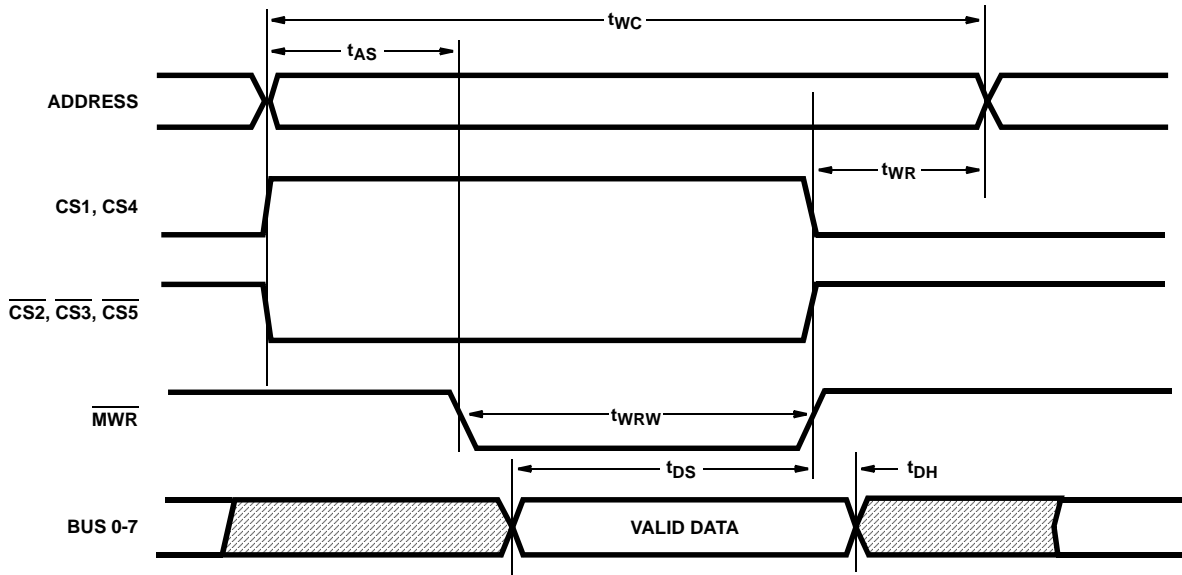 tWC
tAS
ADDRESS
tWR
CS1, CS4
CS2, CS3, CS5
MWR
tWRW
tDS
tDH
BUS 0-7
VALID DATA